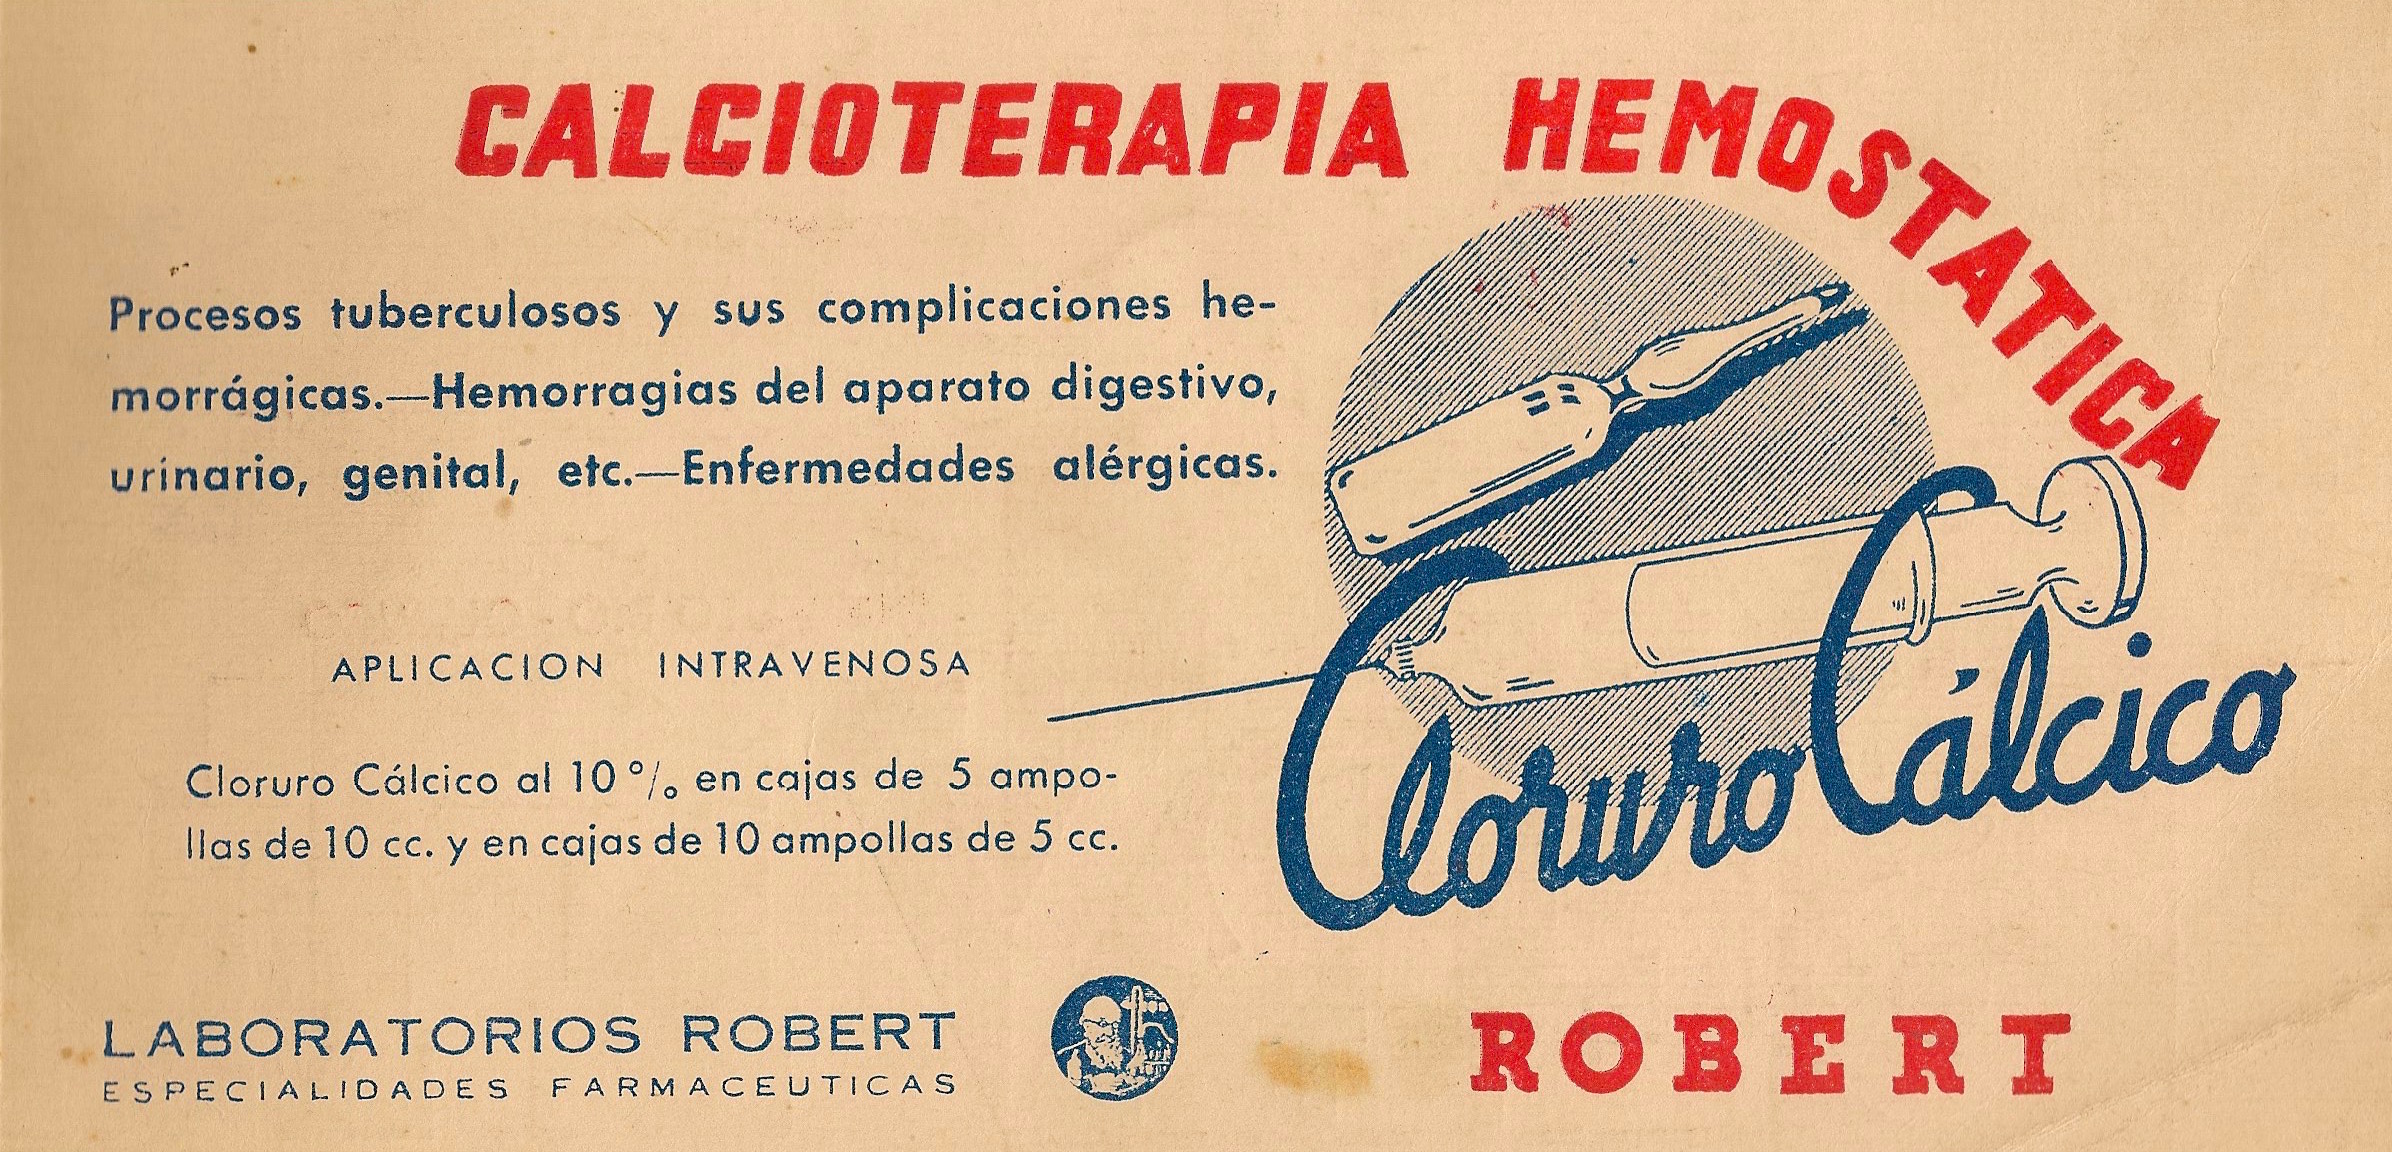 CALCIOTERAPIA HEMOSTATICA
Procesos tuberculosos y sus complicaciones he-
morrágicas.—Hemorragias del aparato digestivo,
urinario, genital, etc.—Enfermedades alérgicas.
APLICACION INTRAVENOSA
Cloruro Cálcico al 10 % en cajas de 5 ampo-
llas de 10 cc. y en cajas de 10 ampollas de 5 cc.
Cloruro Cálcico
ROBERT
LABORATORIOS ROBERT
ESPECIALIDADES FARMACEUTICAS